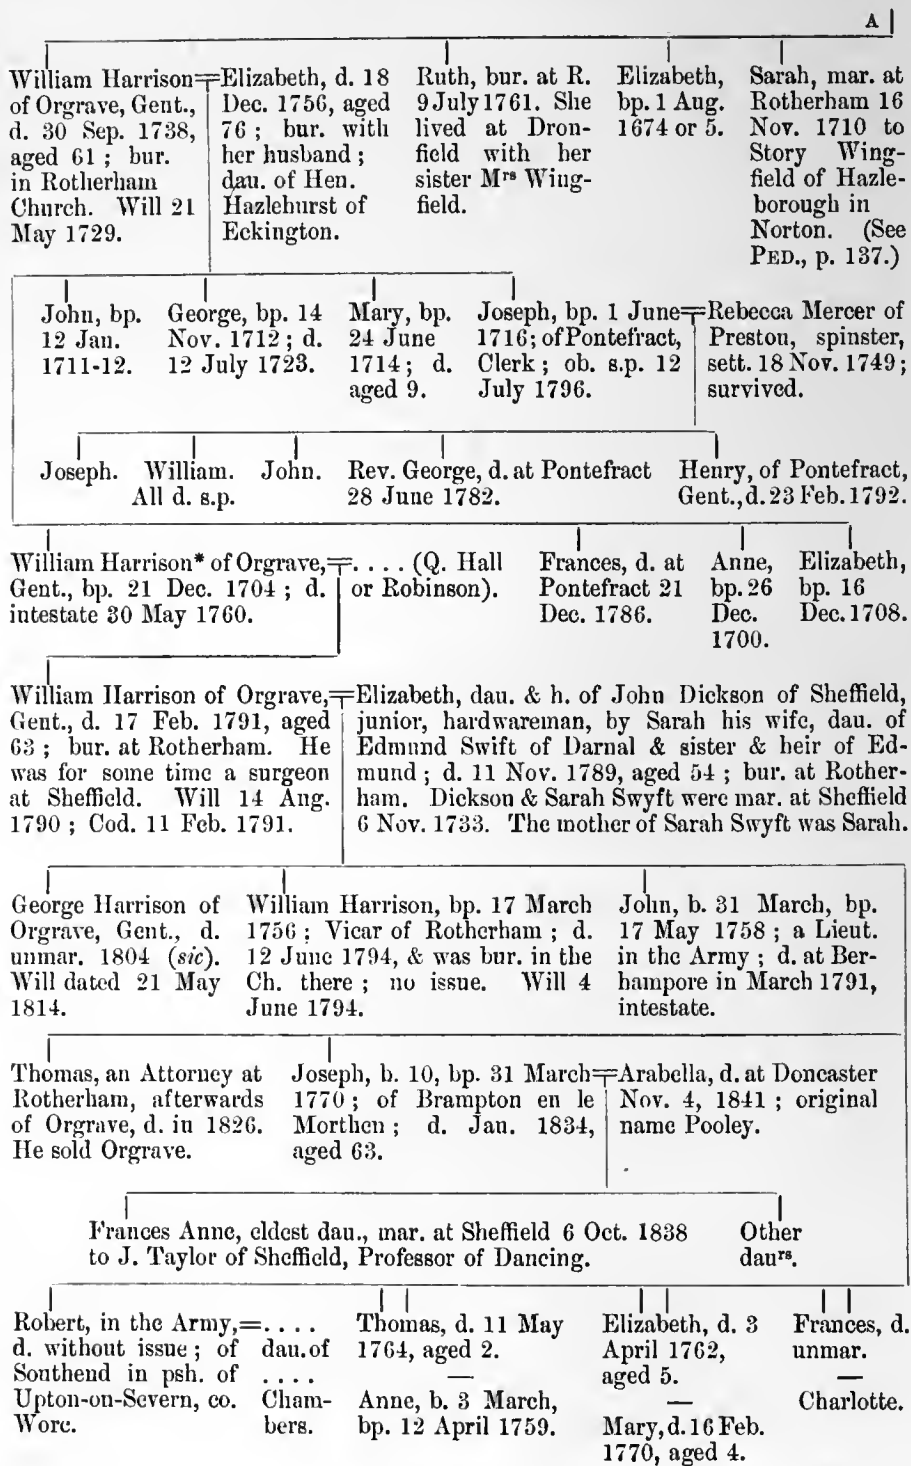 A
William Harrison
of Orgrave, Gent.,
d. 30 Sep. 1738,
aged 61 ; bur.
in Rotherham
Church. Will 21
May 1729.
Elizabeth, d. 18
Dec. 1756, aged
76 ; bur. with
her husband ;
dau. of Hen.
Hazlehurst of
Eckington.
Ruth, bur. at R.
9 July 1761. She
lived at Dron-
field with her
sister Mrs Wing-
field.
Elizabeth,
bp. 1 Aug.
1674 or 5.
Sarah, mar. at
Rotherham 16
Nov. 1710 to
Story Wing-
field of Hazle-
borough in
Norton. (See
PED., p. 137.)
John, bp.
12 Jan.
1711-12.
George, bp. 14
Nov. 1712 ; d.
12 July 1723.
Mary, bp.
24 June
1714 ; d.
aged 9.
Joseph, bp. 1 June
1716; of Pontefract,
Clerk ; ob. s.p. 12
July 1796.
Rebecca Mercer of
Preston, spinster,
sett. 18 Nov. 1749;
survived.
Joseph. William. John.
All d. s.p.
Rev. George, d. at Pontefract
28 June 1782.
Henry, of Pontefract,
Gent., d. 23 Feb. 1792.
William Harrison* of Orgrave,
Gent., bp. 21 Dec. 1704 ; d.
intestate 30 May 1760.
. . . . (Q. Hall
or Robinson).
Frances, d. at
Pontefract 21
Dec. 1786.
Anne,
bp. 26
Dec.
1700.
Elizabeth,
bp. 16
Dec. 1708.
William Harrison of Orgrave,
Gent., d. 17 Feb. 1791, aged
63 ; bur. at Rotherham. He
was for some time a surgeon
at Sheffield. Will 14 Aug.
1790 ; Cod. 11 Feb. 1791.
Elizabeth, dau. & h. of John Dickson of Sheffield,
junior, hardwareman, by Sarah his wife, dau. of
Edmund Swift of Darnal & sister & heir of Ed-
mund ; d. 11 Nov. 1789, aged 54 ; bur. at Rother-
ham. Dickson & Sarah Swyft were mar. at Sheffield
6 Nov. 1733. The mother of Sarah Swyft was Sarah.
George Harrison of
Orgrave, Gent., d.
unmar. 1804 (sic).
Will dated 21 May
1814.
William Harrison, bp. 17 March
1756 ; Vicar of Rotherham ; d.
12 June 1794, & was bur. in the
Ch. there ; no issue. Will 4
June 1794.
John, b. 31 March, bp.
17 May 1758 ; a Lieut.
in the Army ; d. at Ber-
hampore in March 1791,
intestate.
Thomas, an Attorney at
Rotherham, afterwards
of Orgrave, d. in 1826.
He sold Orgrave.
Joseph, b. 10, bp. 31 March
1770 ; of Brampton en le
Morthen ; d. Jan. 1834,
aged 63.
Arabella, d. at Doncaster
Nov. 4, 1841 ; original
name Pooley.
Frances Anne, eldest dau., mar. at Sheffield 6 Oct. 1838
to J. Taylor of Sheffield, Professor of Dancing.
Other
daurs.
Robert, in the Army,
d. without issue ; of
Southend in psh. of
Upton-on-Severn, co.
Worc.
. . . .
dau. of
. . . .
Cham-
bers.
Thomas, d. 11 May
1764, aged 2.
—
Anne, b. 3 March,
bp. 12 April 1759.
Elizabeth, d. 3
April 1762,
aged 5.
—
Mary, d. 16 Feb.
1770, aged 4.
Frances, d.
unmar.
—
Charlotte.